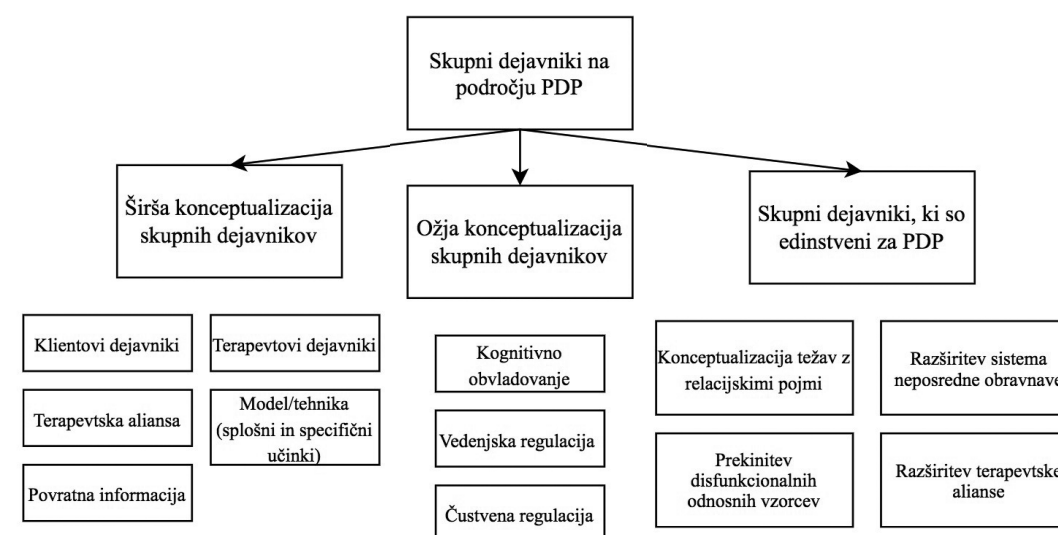 Skupni dejavniki na
področju PDP
Širša konceptualizacija
skupnih dejavnikov
Ožja konceptualizacija
skupnih dejavnikov
Skupni dejavniki, ki so
edinstveni za PDP
Klientovi dejavniki
Terapevtovi dejavniki
Terapevtska aliansa
Model/tehnika
(splošni in specifični
učinki)
Povratna informacija
Kognitivno
obvladovanje
Vedenjska regulacija
Čustvena regulacija
Konceptualizacija težav z
relacijskimi pojmi
Razširitev sistema
neposredne obravnave
Prekinitev
disfunkcionalnih
odnosnih vzorcev
Razširitev terapevtske
alianse